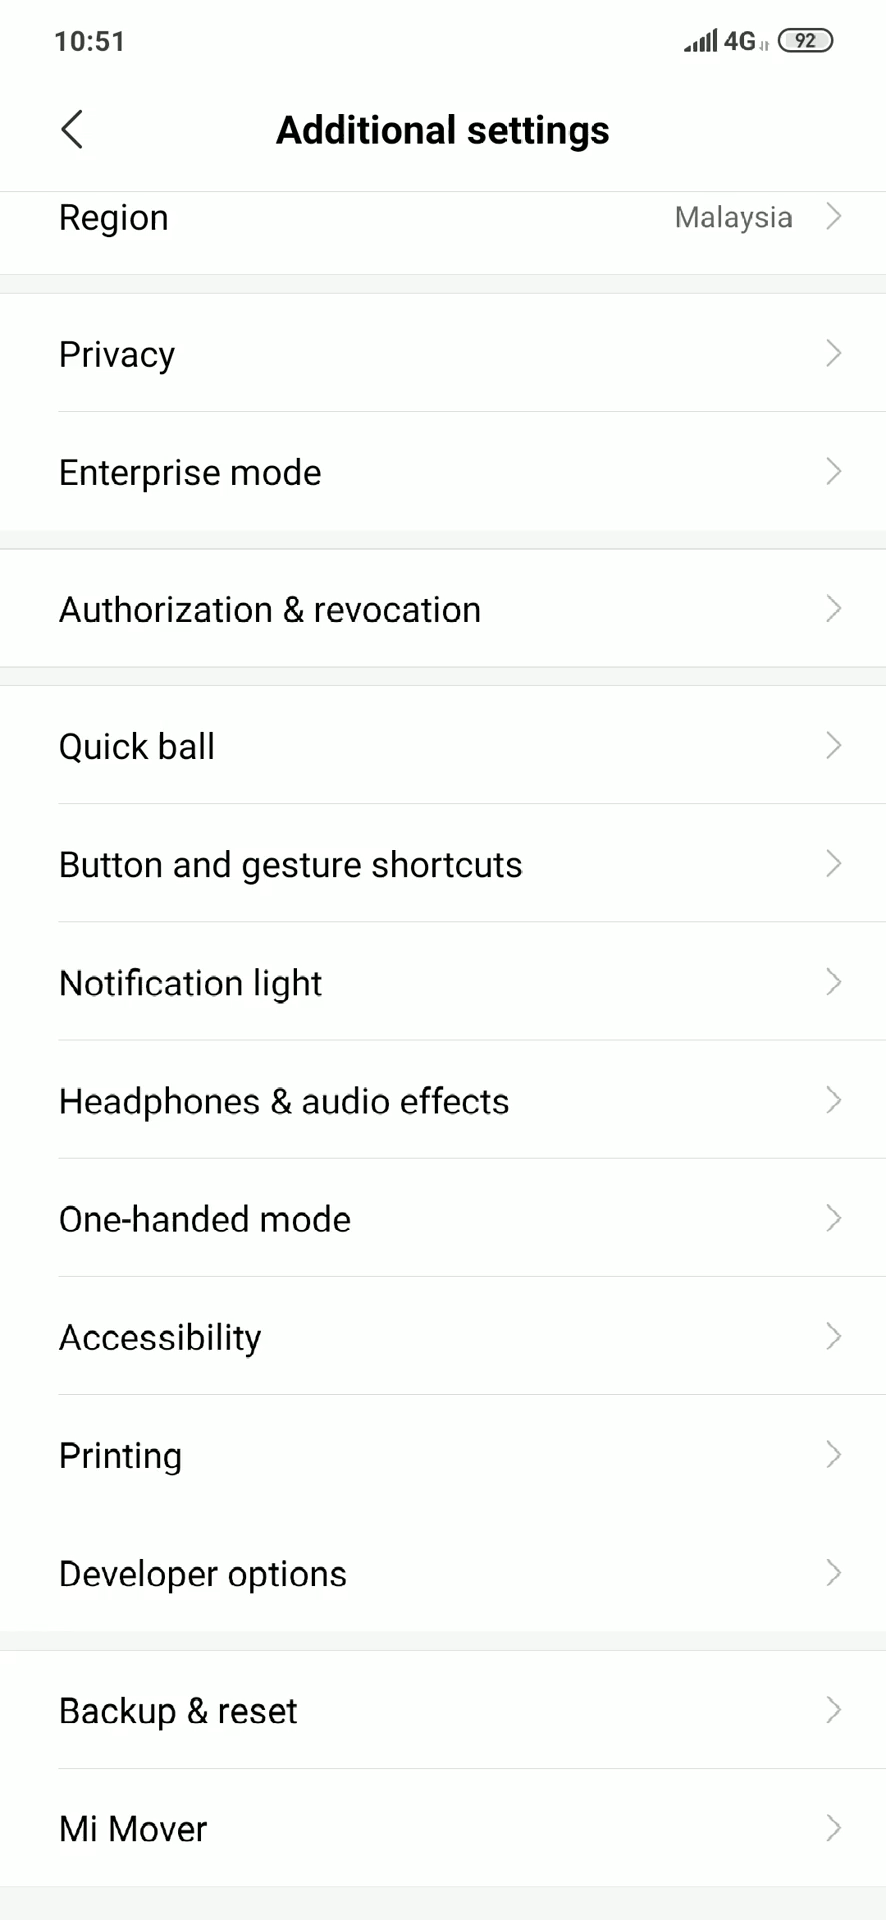 10:51 4G 92
Additional settings
Region Malaysia
Privacy
Enterprise mode
Authorization & revocation
Quick ball
Button and gesture shortcuts
Notification light
Headphones & audio effects
One-handed mode
Accessibility
Printing
Developer options
Backup & reset
Mi Mover